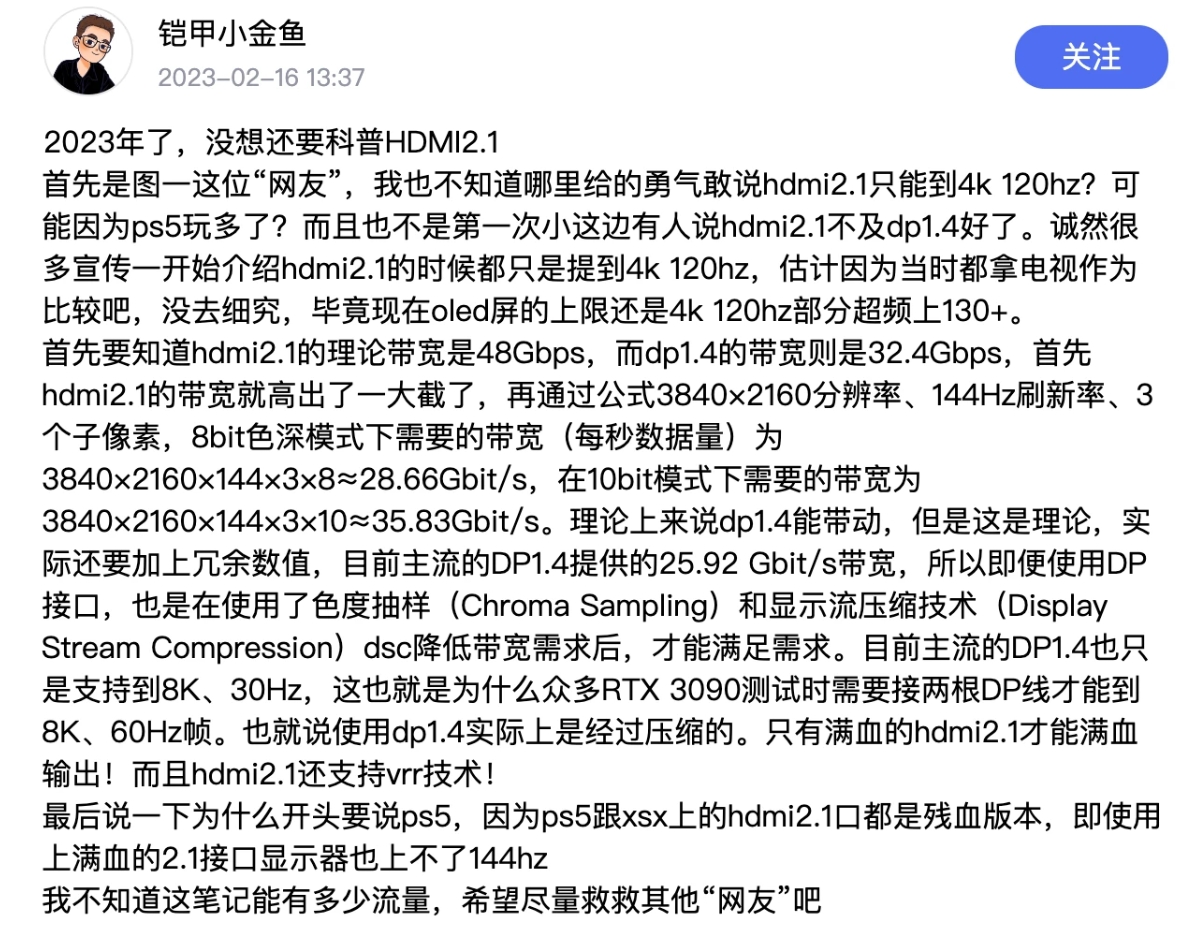 铠甲小金鱼
2023-02-16 13:37
关注
2023年了，没想还要科普HDMI2.1
首先是图一这位“网友”，我也不知道哪里给的勇气敢说hdmi2.1只能到4k 120hz？可
能因为ps5玩多了？而且也不是第一次小这边有人说hdmi2.1不及dp1.4好了。诚然很
多宣传一开始介绍hdmi2.1的时候都只是提到4k 120hz，估计因为当时都拿电视作为
比较吧，没去细究，毕竟现在oled屏的上限还是4k 120hz部分超频上130+。
首先要知道hdmi2.1的理论带宽是48Gbps，而dp1.4的带宽则是32.4Gbps，首先
hdmi2.1的带宽就高出了一大截了，再通过公式3840×2160分辨率、144Hz刷新率、3
个子像素，8bit色深模式下需要的带宽（每秒数据量）为
3840×2160×144×3×8≈28.66Gbit/s，在10bit模式下需要的带宽为
3840×2160×144×3×10≈35.83Gbit/s。理论上来说dp1.4能带动，但是这是理论，实
际还要加上冗余数值，目前主流的DP1.4提供的25.92 Gbit/s带宽，所以即便使用DP
接口，也是在使用了色度抽样（Chroma Sampling）和显示流压缩技术（Display
Stream Compression）dsc降低带宽需求后，才能满足需求。目前主流的DP1.4也只
是支持到8K、30Hz，这也就是为什么众多RTX 3090测试时需要接两根DP线才能到
8K、60Hz帧。也就说使用dp1.4实际上是经过压缩的。只有满血的hdmi2.1才能满血
输出！而且hdmi2.1还支持vrr技术！
最后说一下为什么开头要说ps5，因为ps5跟xsx上的hdmi2.1口都是残血版本，即使用
上满血的2.1接口显示器也上不了144hz
我不知道这笔记能有多少流量，希望尽量救救其他“网友”吧